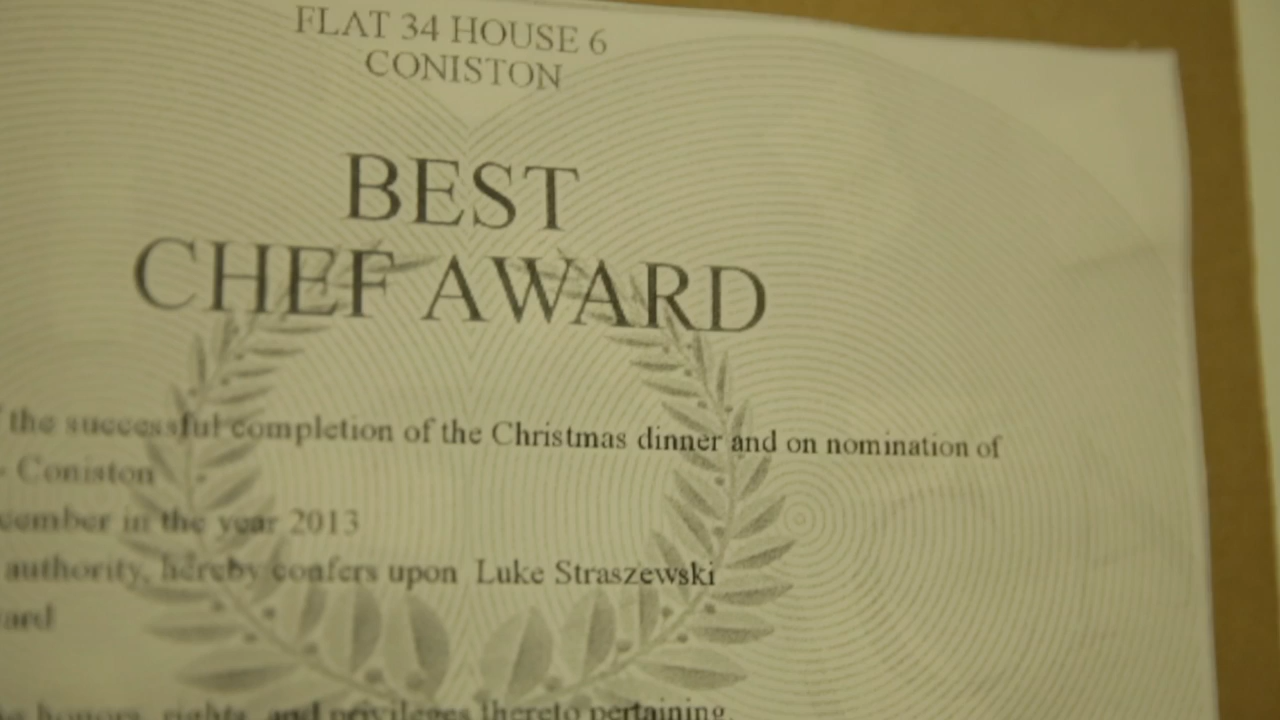 FLAT 34 HOUSE 6
CONISTON
BEST
CHEF AWARD
the successful completion of the Christmas dinner and on nomination of
- Coniston
in the year 2013
authority, hereby confers upon Luke Straszewski
honors, rights, and privileges thereto pertaining.